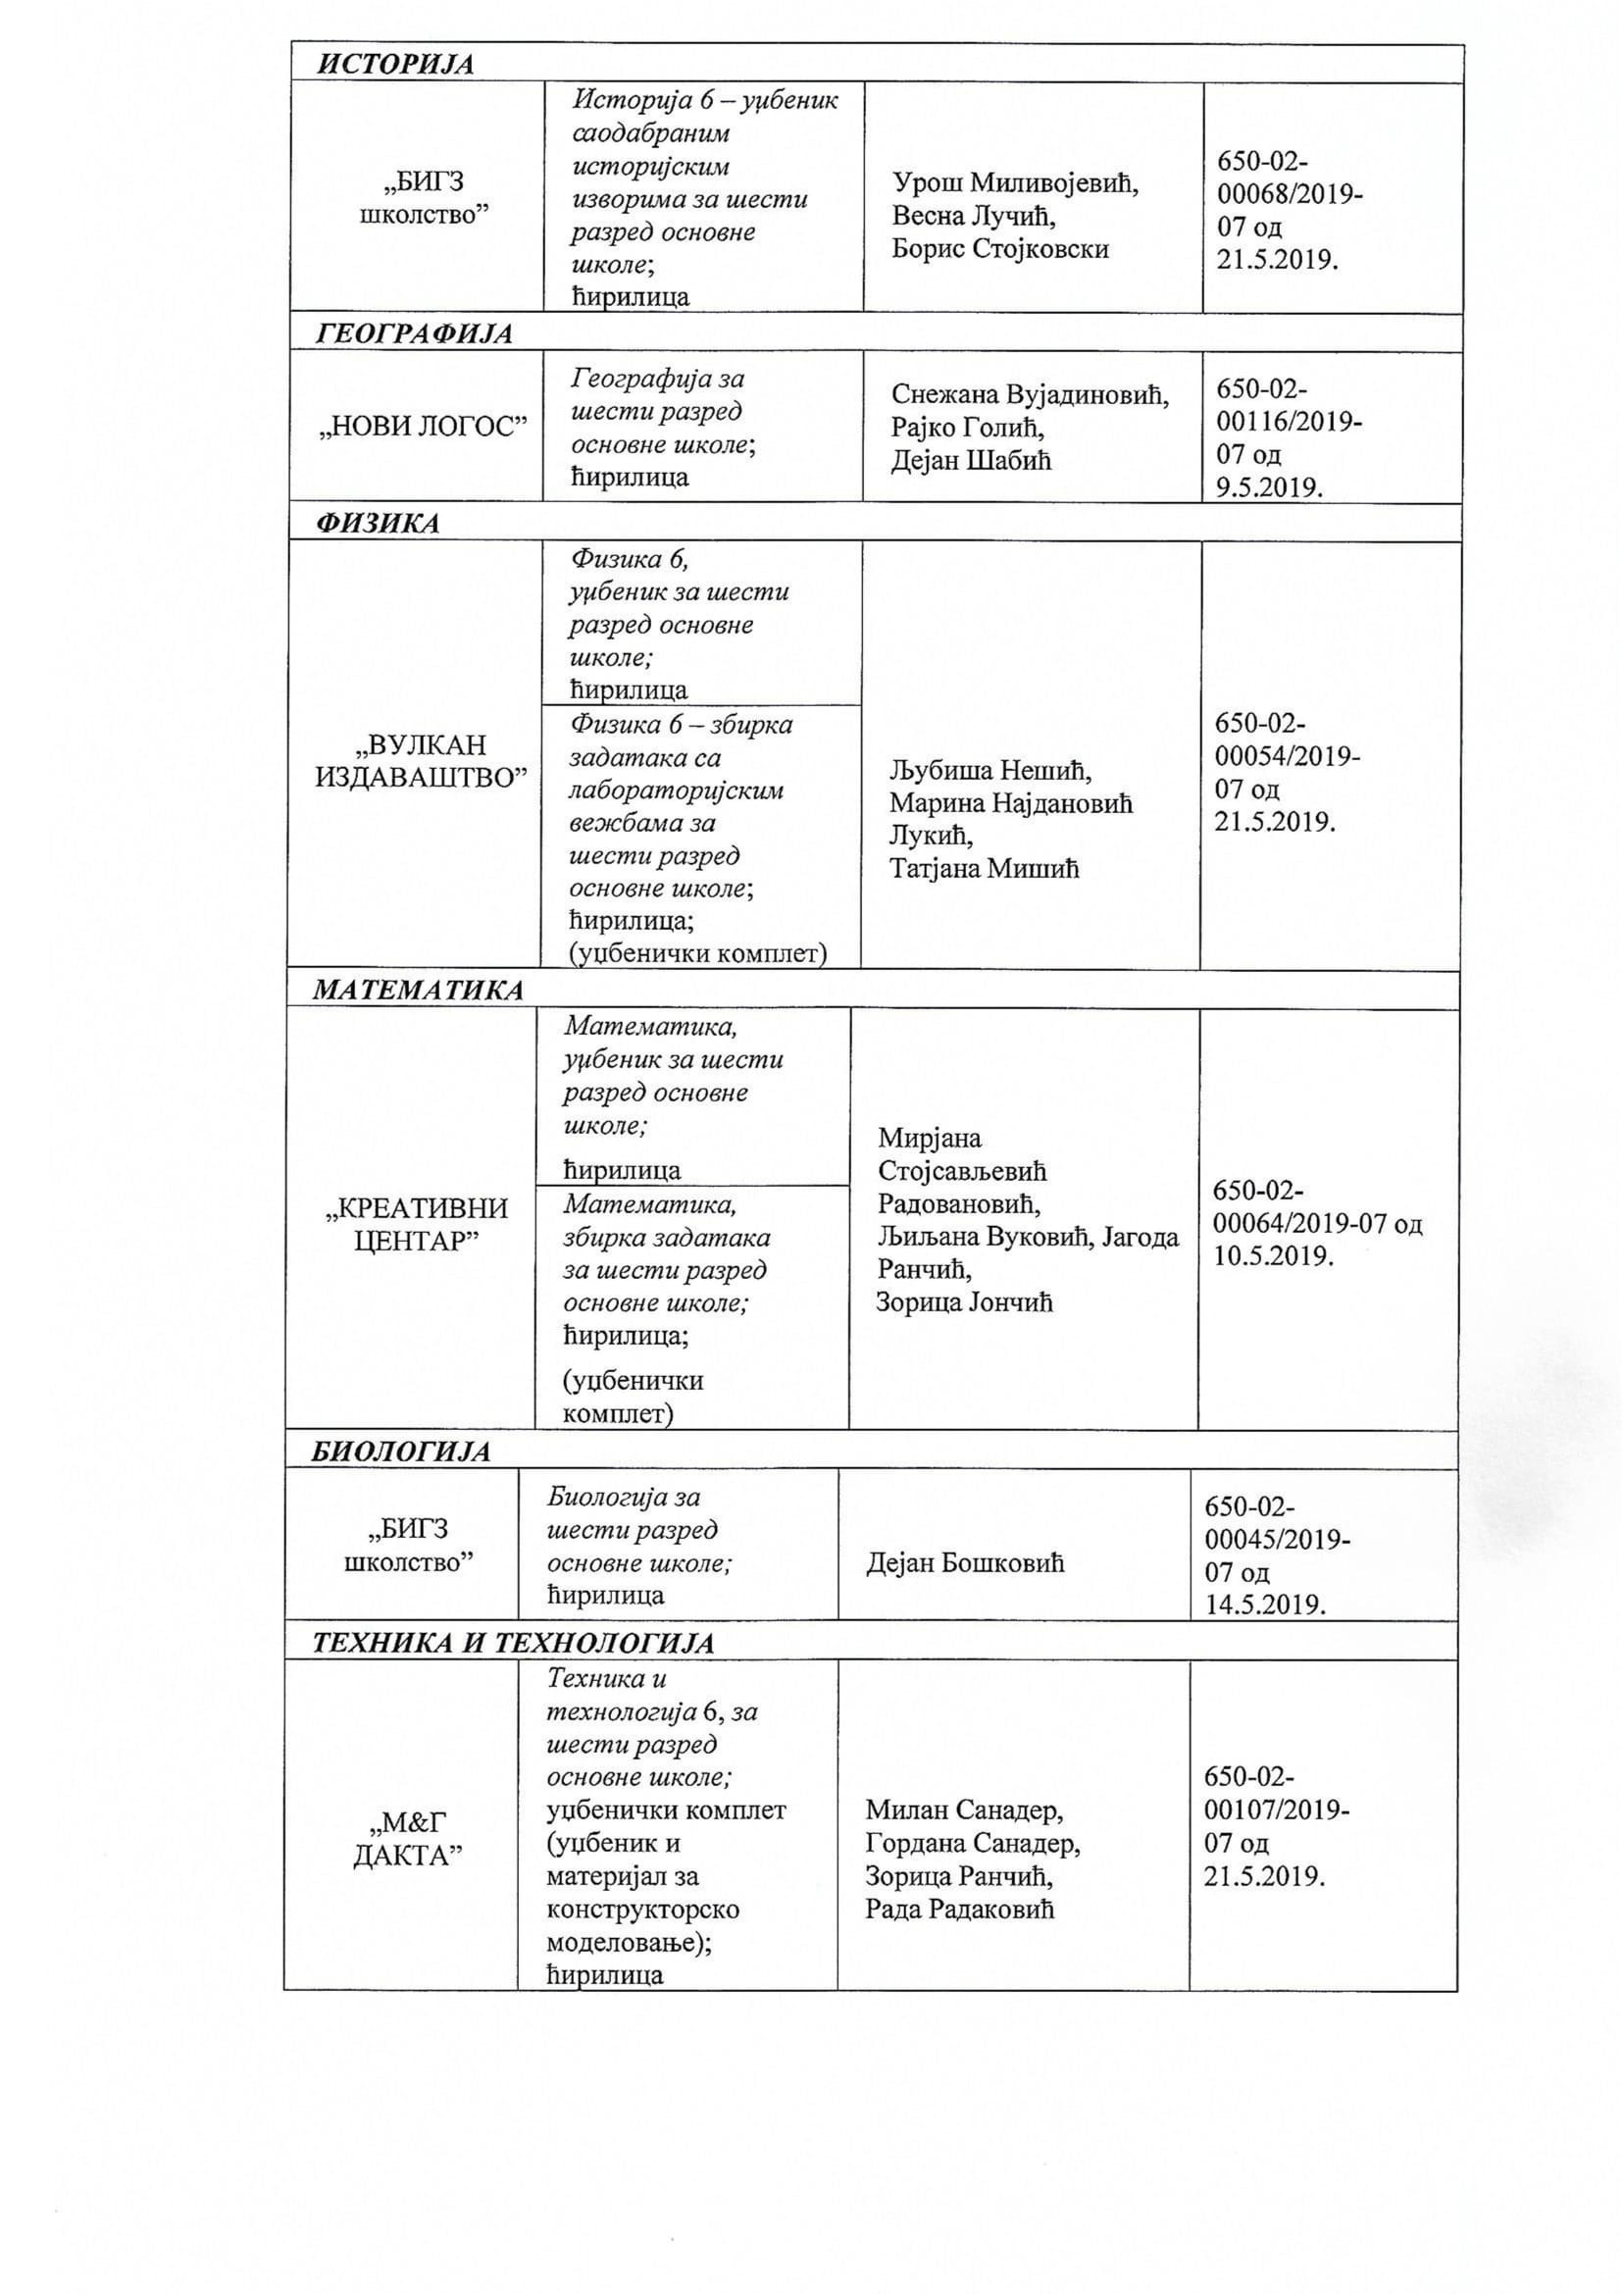 ИСТОРИЈА
„БИГЗ
школство”
Историја 6 – уџбеник
саодабраним
историјским
изворима за шести
разред основне
школе;
ћирилица
Урош Миливојевић,
Весна Лучић,
Борис Стојковски
650-02-
00068/2019-
07 од
21.5.2019.
ГЕОГРАФИЈА
„НОВИ ЛОГОС”
Географија за
шести разред
основне школе;
ћирилица
Снежана Вујадиновић,
Рајко Голић,
Дејан Шабић
650-02-
00116/2019-
07 од
9.5.2019.
ФИЗИКА
„ВУЛКАН
ИЗДАВАШТВО”
Физика 6,
уџбеник за шести
разред основне
школе;
ћирилица
Физика 6 – збирка
задатака са
лабораторијским
вежбама за
шести разред
основне школе;
ћирилица;
(уџбенички комплет)
Љубиша Нешић,
Марина Најдановић
Лукић,
Татјана Мишић
650-02-
00054/2019-
07 од
21.5.2019.
МАТЕМАТИКА
„КРЕАТИВНИ
ЦЕНТАР”
Математика,
уџбеник за шести
разред основне
школе;
ћирилица
Математика,
збирка задатака
за шести разред
основне школе;
ћирилица;
(уџбенички
комплет)
Мирјана
Стојсављевић
Радовановић,
Љиљана Вуковић, Јагода
Ранчић,
Зорица Јончић
650-02-
00064/2019-07 од
10.5.2019.
БИОЛОГИЈА
„БИГЗ
школство”
Биологија за
шести разред
основне школе;
ћирилица
Дејан Бошковић
650-02-
00045/2019-
07 од
14.5.2019.
ТЕХНИКА И ТЕХНОЛОГИЈА
„М&Г
ДАКТА”
Техника и
технологија 6, за
шести разред
основне школе;
уџбенички комплет
(уџбеник и
материјал за
конструкторско
моделовање);
ћирилица
Милан Санадер,
Гордана Санадер,
Зорица Ранчић,
Рада Радаковић
650-02-
00107/2019-
07 од
21.5.2019.